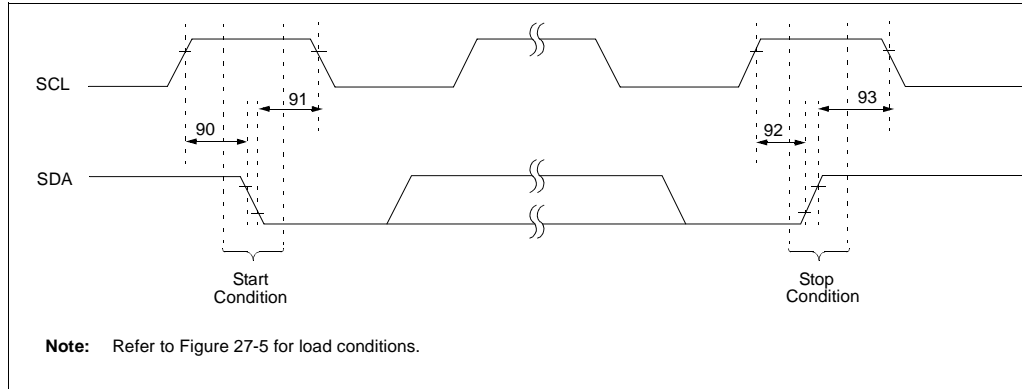 SCL
91
93
90
92
SDA
Start
Condition
Stop
Condition
Note: Refer to Figure 27-5 for load conditions.